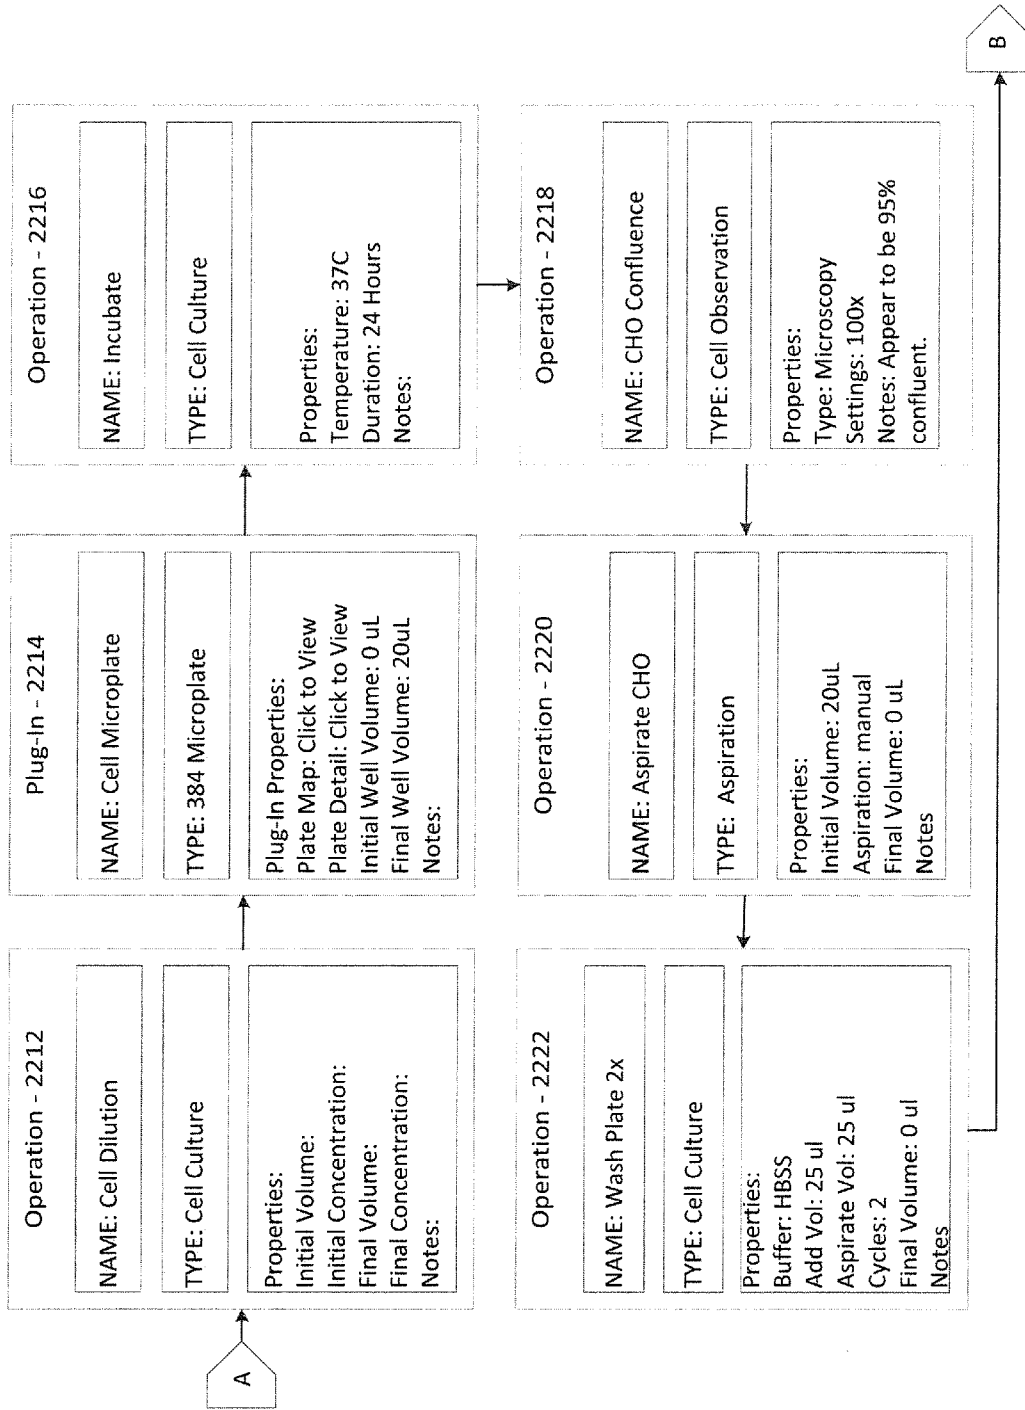 A
Operation - 2212
NAME: Cell Dilution
TYPE: Cell Culture
Properties:
Initial Volume:
Initial Concentration:
Final Volume:
Final Concentration:
Notes:
Plug-In - 2214
NAME: Cell Microplate
TYPE: 384 Microplate
Plug-In Properties:
Plate Map: Click to View
Plate Detail: Click to View
Initial Well Volume: 0 uL
Final Well Volume: 20uL
Notes:
Operation - 2216
NAME: Incubate
TYPE: Cell Culture
Properties:
Temperature: 37C
Duration: 24 Hours
Notes:
Operation - 2218
NAME: CHO Confluence
TYPE: Cell Observation
Properties:
Type: Microscopy
Settings: 100x
Notes: Appear to be 95%
confluent.
Operation - 2220
NAME: Aspirate CHO
TYPE: Aspiration
Properties:
Initial Volume: 20uL
Aspiration: manual
Final Volume: 0 uL
Notes
Operation - 2222
NAME: Wash Plate 2x
TYPE: Cell Culture
Properties:
Buffer: HBSS
Add Vol: 25 ul
Aspirate Vol: 25 ul
Cycles: 2
Final Volume: 0 ul
Notes
B